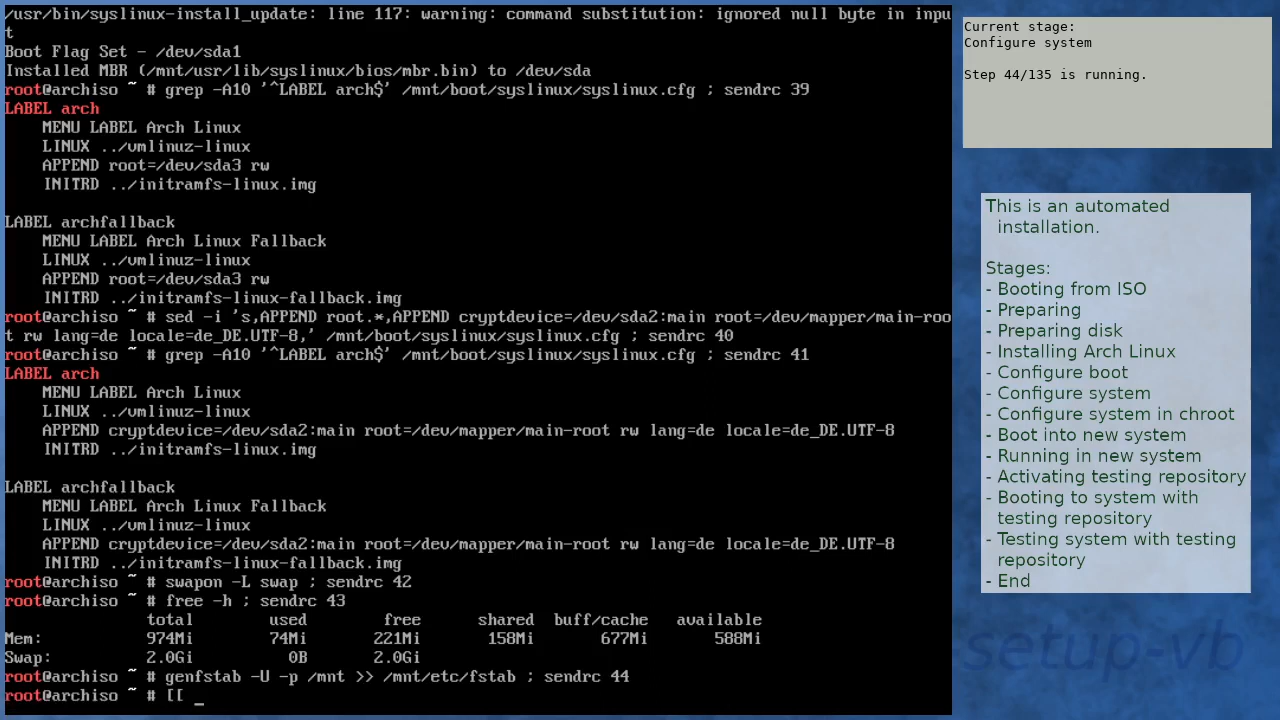 /usr/bin/syslinux-install_update: line 117: warning: command substitution: ignored null byte in inpu
t
Boot Flag Set - /dev/sda1
Installed MBR (/mnt/usr/lib/syslinux/bios/mbr.bin) to /dev/sda
root@archiso ~ # grep -A10 '^LABEL arch$' /mnt/boot/syslinux/syslinux.cfg ; sendrc 39
LABEL arch
    MENU LABEL Arch Linux
    LINUX ../vmlinuz-linux
    APPEND root=/dev/sda3 rw
    INITRD ../initramfs-linux.img

LABEL archfallback
    MENU LABEL Arch Linux Fallback
    LINUX ../vmlinuz-linux
    APPEND root=/dev/sda3 rw
    INITRD ../initramfs-linux-fallback.img
root@archiso ~ # sed -i 's,APPEND root.*,APPEND cryptdevice=/dev/sda2:main root=/dev/mapper/main-roo
t rw lang=de locale=de_DE.UTF-8,' /mnt/boot/syslinux/syslinux.cfg ; sendrc 40
root@archiso ~ # grep -A10 '^LABEL arch$' /mnt/boot/syslinux/syslinux.cfg ; sendrc 41
LABEL arch
    MENU LABEL Arch Linux
    LINUX ../vmlinuz-linux
    APPEND cryptdevice=/dev/sda2:main root=/dev/mapper/main-root rw lang=de locale=de_DE.UTF-8
    INITRD ../initramfs-linux.img

LABEL archfallback
    MENU LABEL Arch Linux Fallback
    LINUX ../vmlinuz-linux
    APPEND cryptdevice=/dev/sda2:main root=/dev/mapper/main-root rw lang=de locale=de_DE.UTF-8
    INITRD ../initramfs-linux-fallback.img
root@archiso ~ # swapon -L swap ; sendrc 42
root@archiso ~ # free -h ; sendrc 43
               total        used        free      shared  buff/cache   available
Mem:           974Mi        74Mi       221Mi       158Mi       677Mi       588Mi
Swap:          2.0Gi          0B       2.0Gi
root@archiso ~ # genfstab -U -p /mnt >> /mnt/etc/fstab ; sendrc 44
root@archiso ~ # [[ _
Current stage:
Configure system

Step 44/135 is running.
This is an automated
installation.

Stages:
- Booting from ISO
- Preparing
- Preparing disk
- Installing Arch Linux
- Configure boot
- Configure system
- Configure system in chroot
- Boot into new system
- Running in new system
- Activating testing repository
- Booting to system with
testing repository
- Testing system with testing
repository
- End
setup-vb